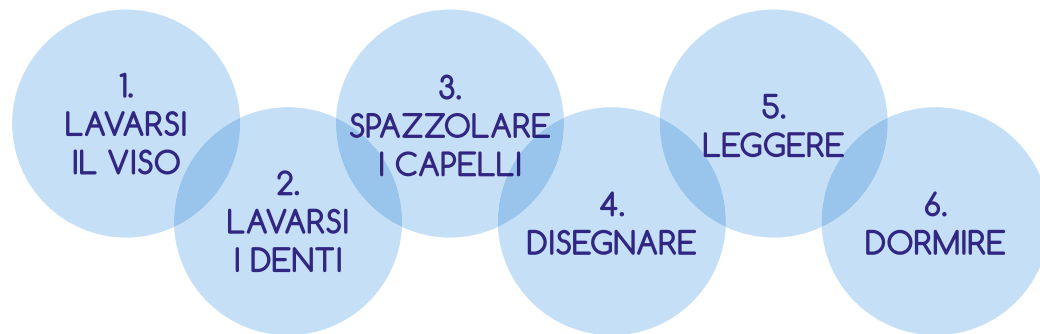 1.
LAVARSI
IL VISO
2.
LAVARSI
I DENTI
3.
SPAZZOLARE
I CAPELLI
4.
DISEGNARE
5.
LEGGERE
6.
DORMIRE